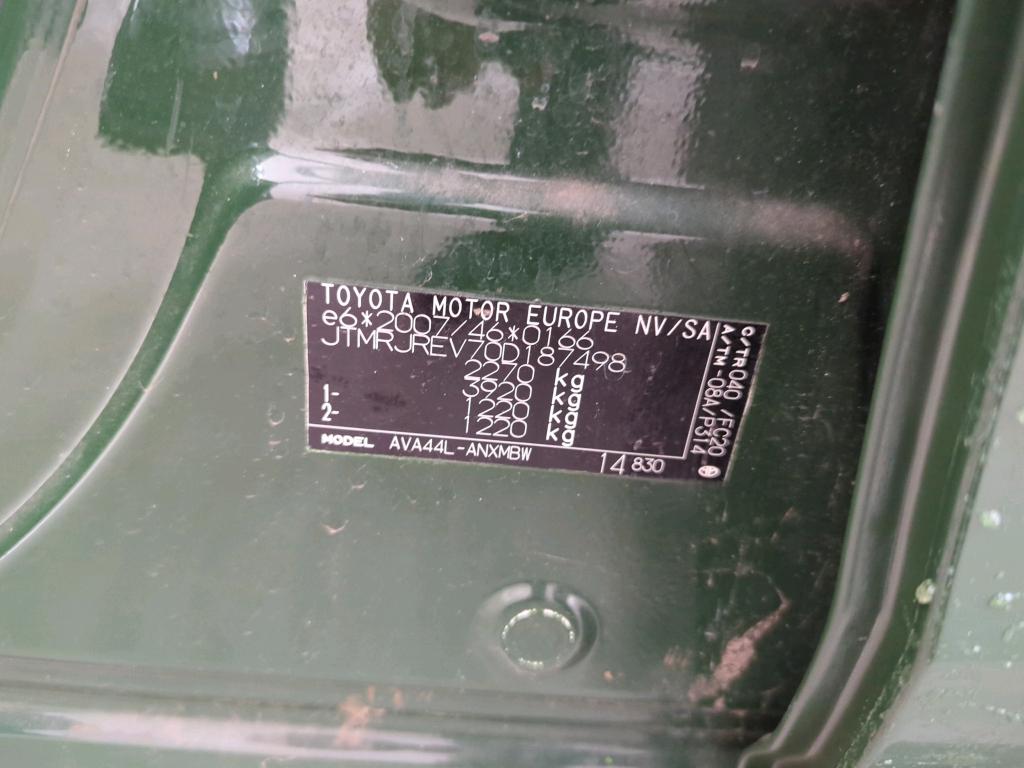 TOYOTA MOTOR EUROPE NV/SA
e6*2007/46*0166
JTMRJREV70D187498
2270 kg
3920 kg
1- 1220 kg
2- 1220 kg
MODEL AVA44L-ANXMBW
14 830
C/TR 040 /FC20
A/TM -08A/P314